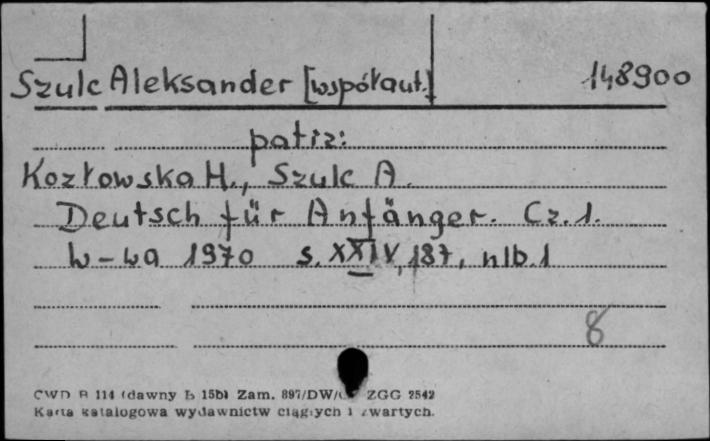 Szulc Aleksander [współaut.] 148900
patrz:
Kozłowska H., Szulc A.
Deutsch für Anfänger. Cz.1.
W-wa 1970 s. XXIV, 187, nlb.1
8
CWD B 114 (dawny B 15b) Zam. 897/DW/ ZGG 2542
Karta katalogowa wydawnictw ciągłych i zwartych.